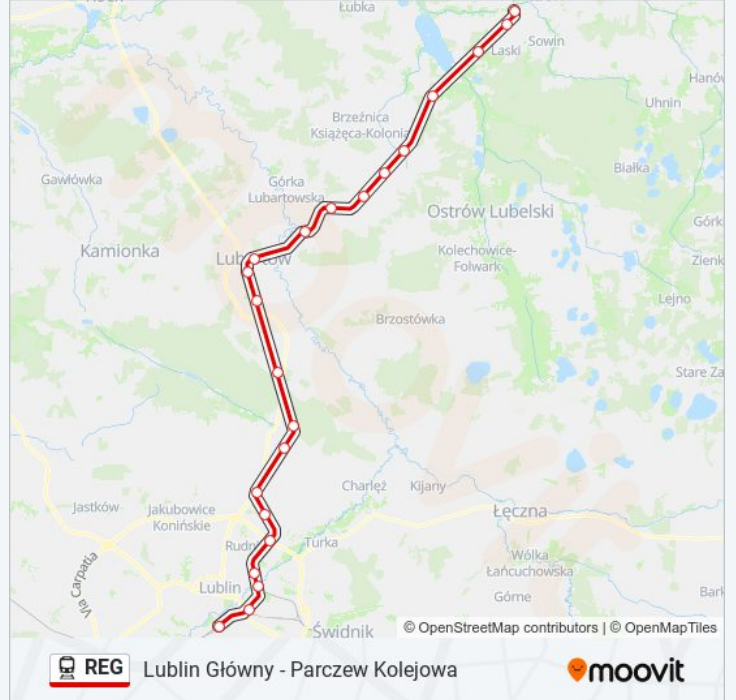 Łubka
Laski
Sowin
Uhnin
Brzeźnica
Książęca-Kolonia
Białka
Gawłówka
Górka
Lubartowska
Ostrów Lubelski
Górk
Kamionka
Kolechowice-
Folwark
Zienk
Lejno
Brzostówka
Stare Za
Charlęż
Kijany
Łęczna
Jastków
Jakubowice
Konińskie
Turka
Wólka
Łańcuchowska
Via Carpatia
Lublin
Górne
Bark
Świdnik
© OpenStreetMap contributors | © OpenMapTiles
REG
Lublin Główny - Parczew Kolejowa
moovit